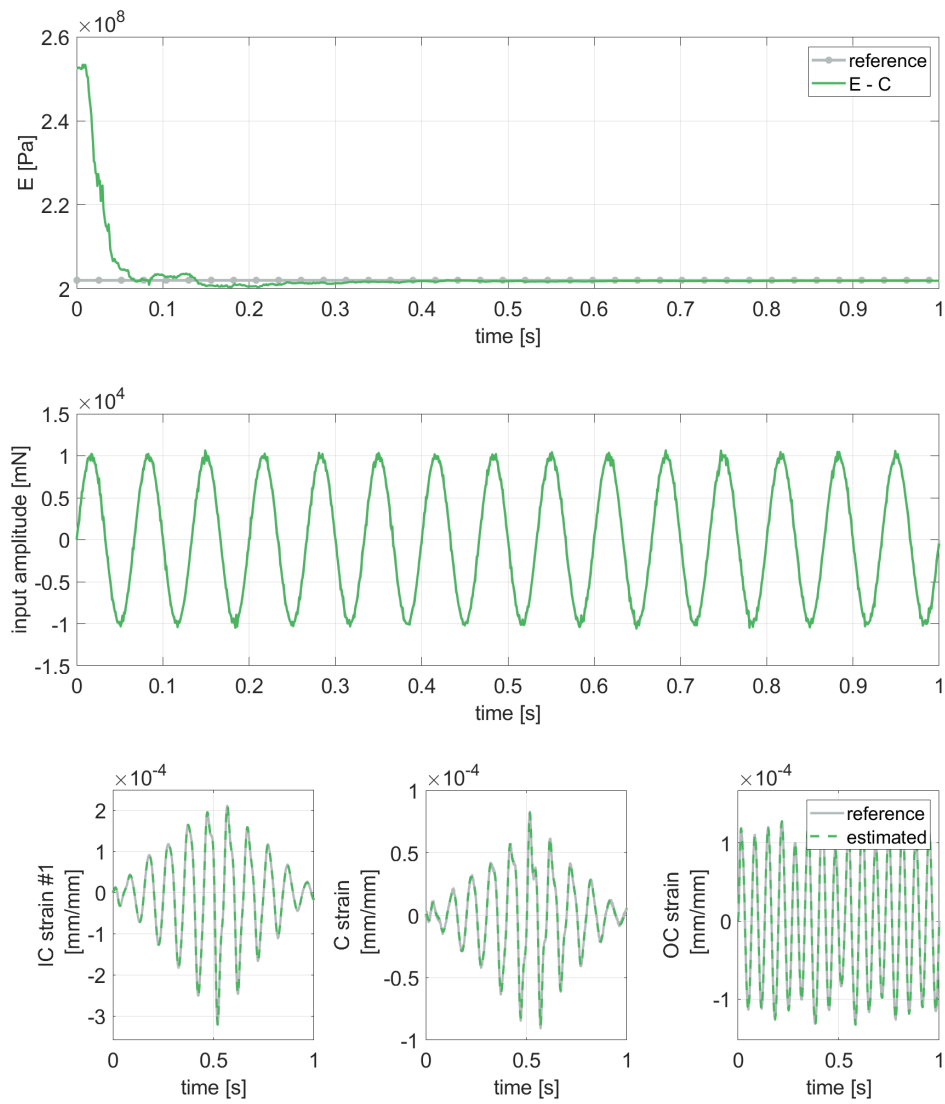 ×10^8
2.6
2.4
2.2
2
E [Pa]
reference
E - C
0 0.1 0.2 0.3 0.4 0.5 0.6 0.7 0.8 0.9 1
time [s]
×10^4
1.5
1
0.5
0
-0.5
-1
-1.5
input amplitude [mN]
0 0.1 0.2 0.3 0.4 0.5 0.6 0.7 0.8 0.9 1
time [s]
×10^-4
2
1
0
-1
-2
-3
IC strain #1
[mm/mm]
0 0.5 1
time [s]
×10^-4
1
0.5
0
-0.5
-1
C strain
[mm/mm]
0 0.5 1
time [s]
×10^-4
1
0
-1
OC strain
[mm/mm]
reference
estimated
0 0.5 1
time [s]